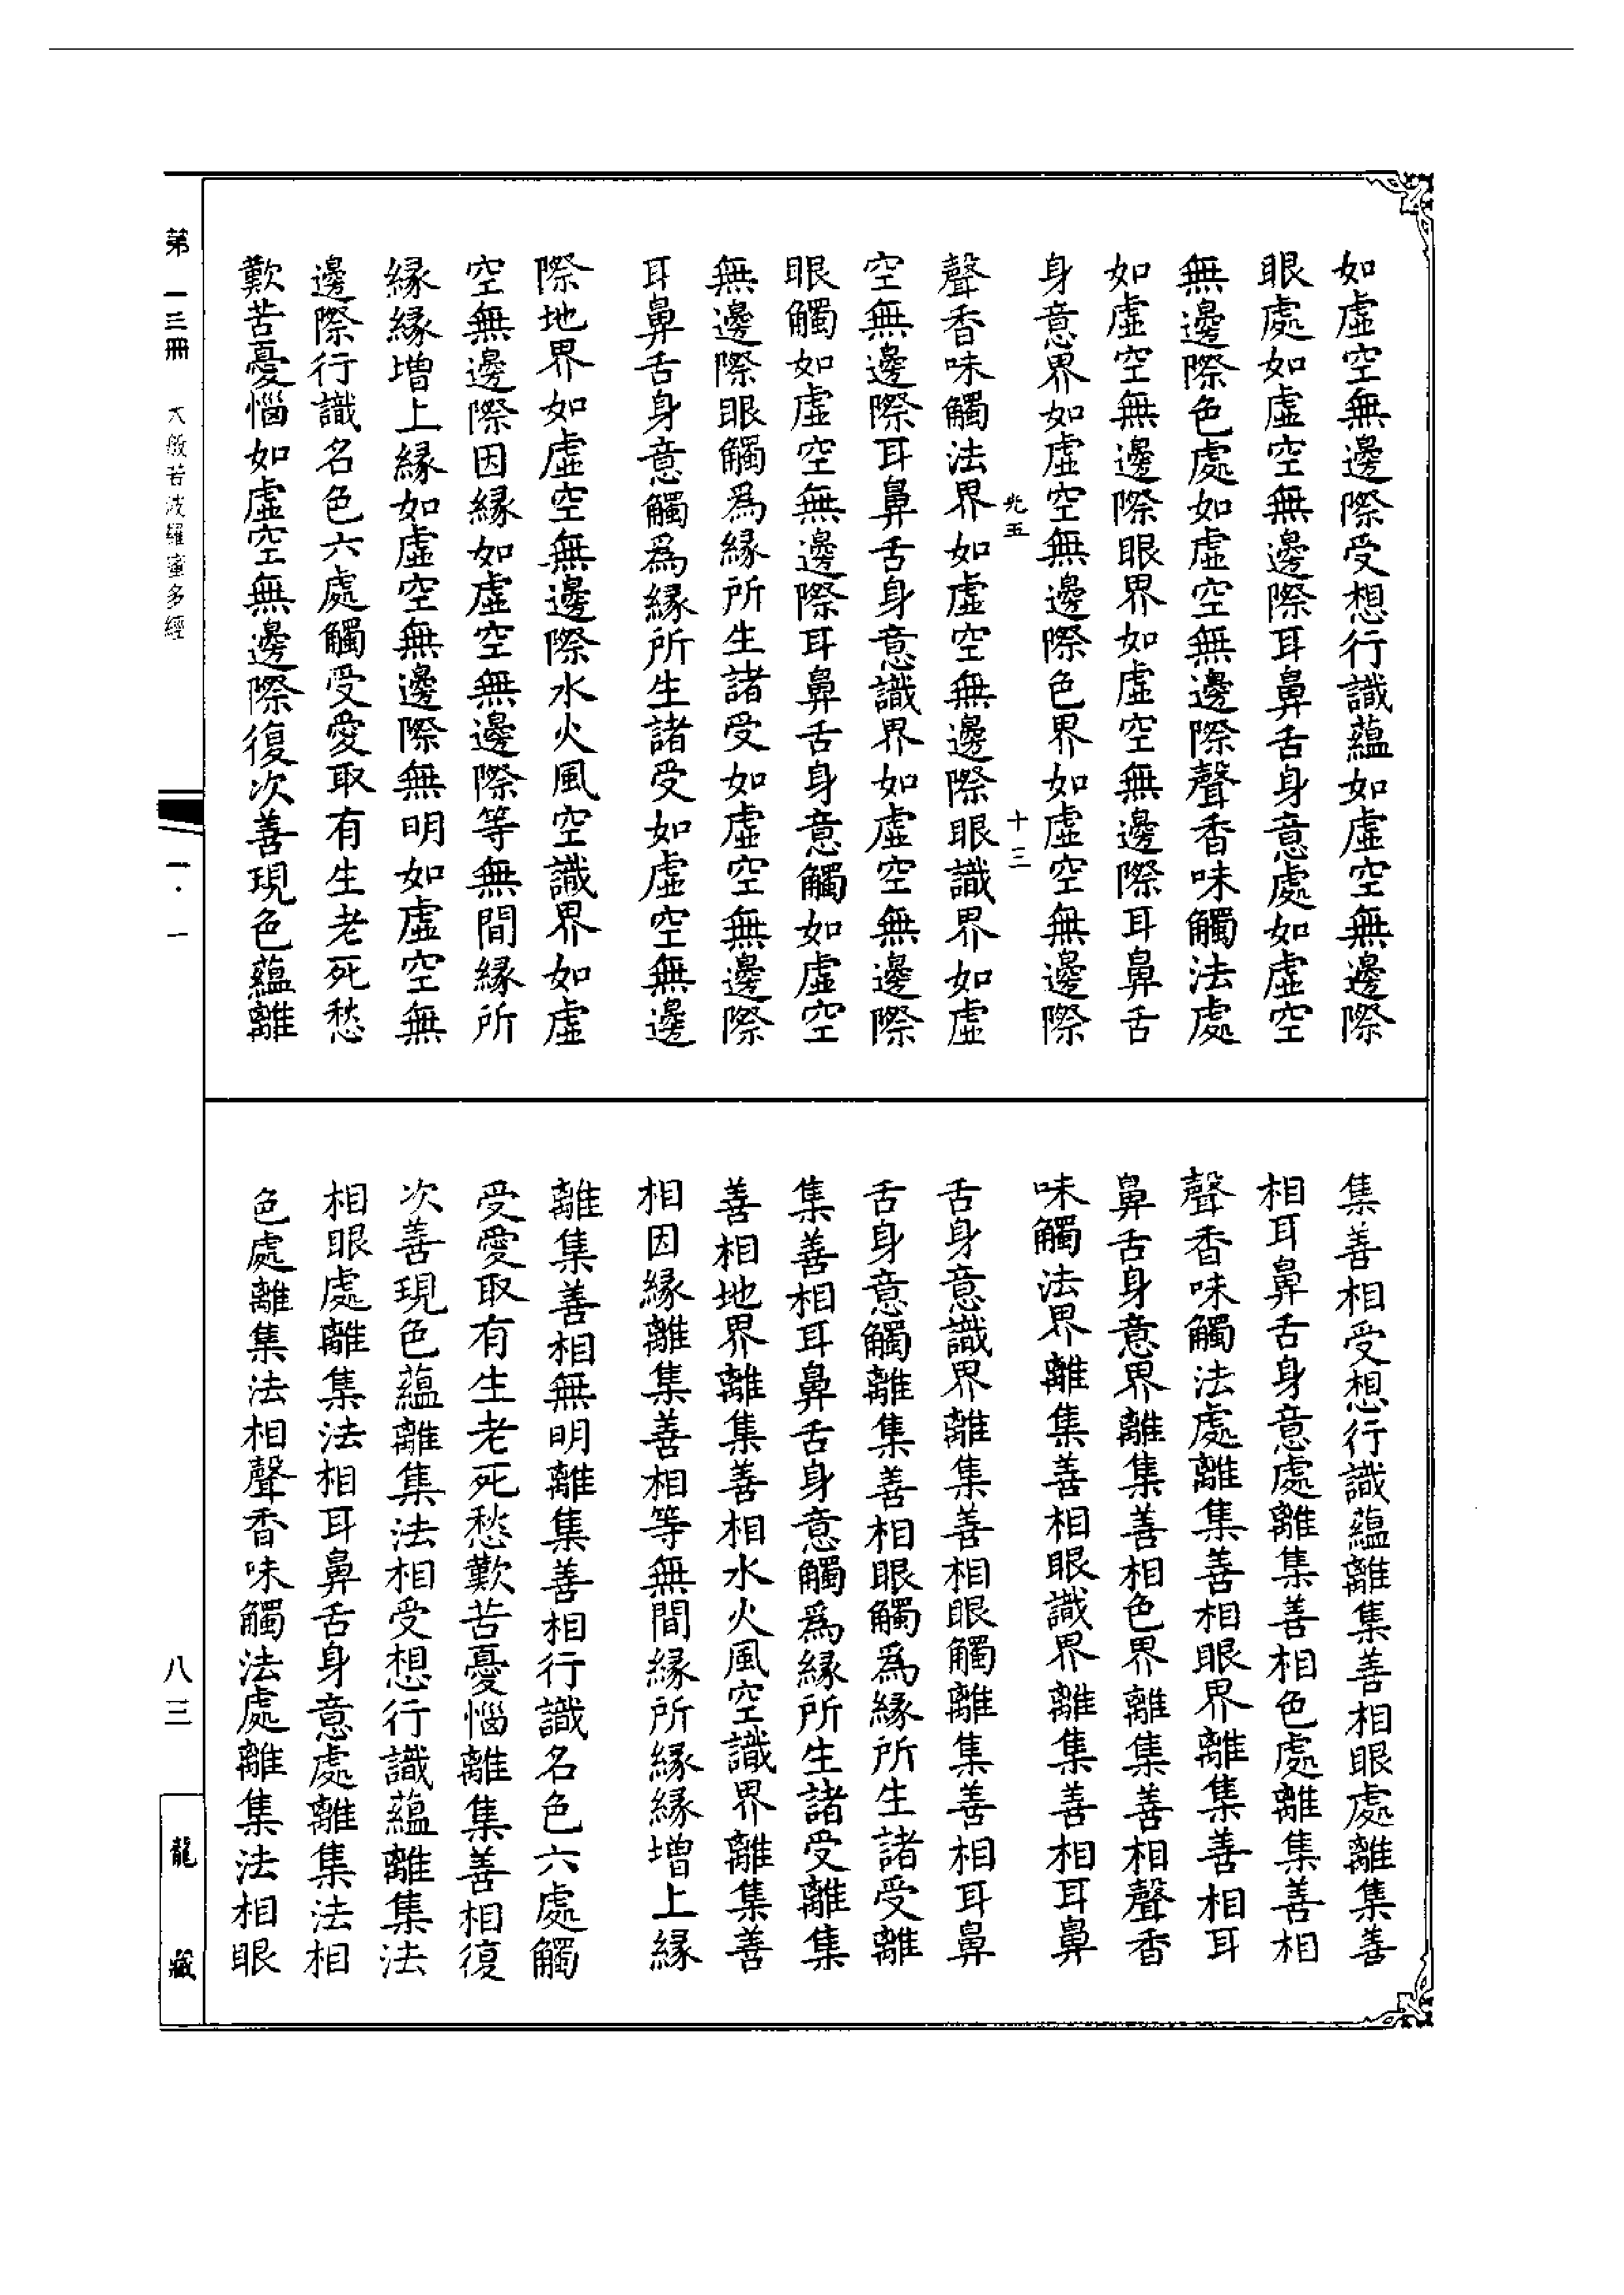 如虛空無邊際受想行識蘊如虛空無邊際
眼處如虛空無邊際耳鼻舌身意處如虛空
無邊際色處如虛空無邊際聲香味觸法處
如虛空無邊際眼界如虛空無邊際耳鼻舌
身意界如虛空無邊際色界如虛空無邊際
光五 十三
聲香味觸法界如虛空無邊際眼識界如虛
空無邊際耳鼻舌身意識界如虛空無邊際
眼觸如虛空無邊際耳鼻舌身意觸如虛空
無邊際眼觸爲緣所生諸受如虛空無邊際
耳鼻舌身意觸爲緣所生諸受如虛空無邊
際地界如虛空無邊際水火風空識界如虛
空無邊際因緣如虛空無邊際等無間緣所
緣緣增上緣如虛空無邊際無明如虛空無
邊際行識名色六處觸受愛取有生老死愁
歎苦憂惱如虛空無邊際復次善現色蘊離
集善相受想行識蘊離集善相眼處離集善
相耳鼻舌身意處離集善相色處離集善相
聲香味觸法處離集善相眼界離集善相耳
鼻舌身意界離集善相色界離集善相聲香
味觸法界離集善相眼識界離集善相耳鼻
舌身意識界離集善相眼觸離集善相耳鼻
舌身意觸離集善相眼觸爲緣所生諸受離
集善相耳鼻舌身意觸爲緣所生諸受離集
善相地界離集善相水火風空識界離集善
相因緣離集善相等無間緣所緣緣增上緣
離集善相無明離集善相行識名色六處觸
受愛取有生老死愁歎苦憂惱離集善相復
次善現色蘊離集法相受想行識蘊離集法
相眼處離集法相耳鼻舌身意處離集法相
色處離集法相聲香味觸法處離集法相眼
第一三冊 大般若波羅蜜多經 一·一 八三 龍藏